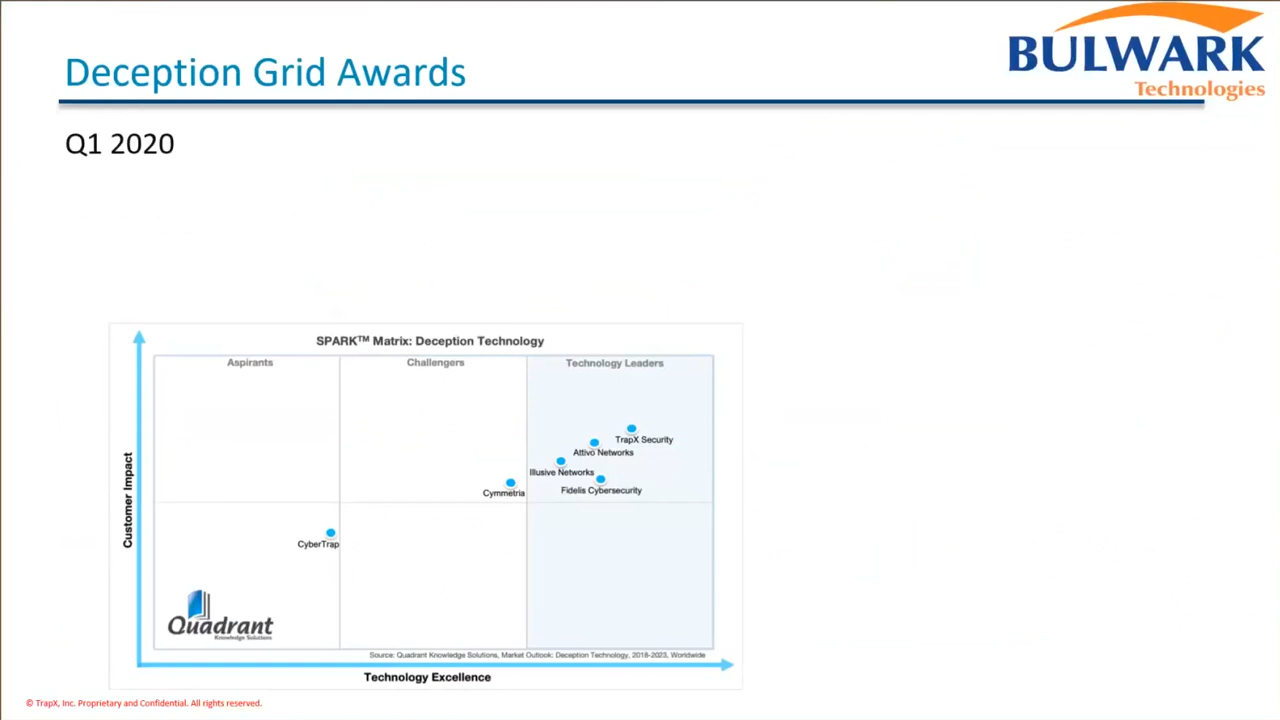 Deception Grid Awards
BULWARK
Technologies
Q1 2020
SPARK™ Matrix: Deception Technology
Aspirants
Challengers
Technology Leaders
TrapX Security
Attivo Networks
Illusive Networks
Fidelis Cybersecurity
Cymmetria
CyberTrap
Customer Impact
Quadrant
Knowledge Solutions
Source: Quadrant Knowledge Solutions, Market Outlook: Deception Technology, 2018-2023, Worldwide
Technology Excellence
© TrapX, Inc. Proprietary and Confidential. All rights reserved.